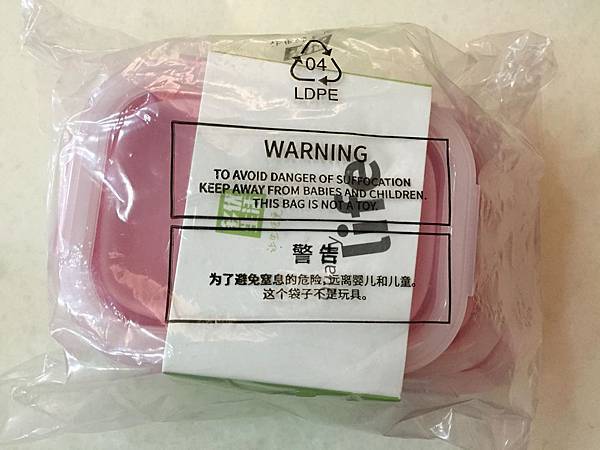 04
LDPE
WARNING
TO AVOID DANGER OF SUFFOCATION
KEEP AWAY FROM BABIES AND CHILDREN.
THIS BAG IS NOT A TOY.
life
警告
为了避免窒息的危险,远离婴儿和儿童。
这个袋子不是玩具。